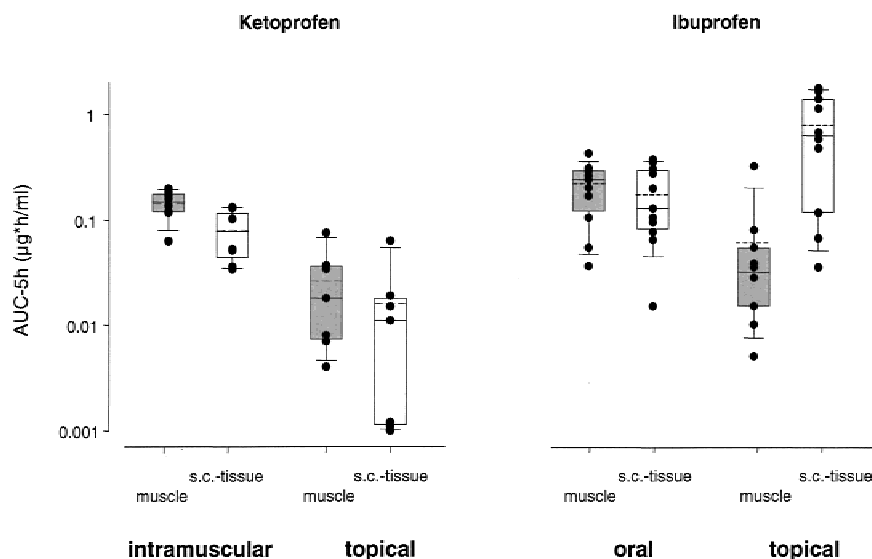 Ketoprofen
Ibuprofen
AUC-5h (µg*h/ml)
1
0.1
0.01
0.001
s.c.-tissue s.c.-tissue s.c.-tissue s.c.-tissue
muscle muscle muscle muscle
intramuscular topical oral topical